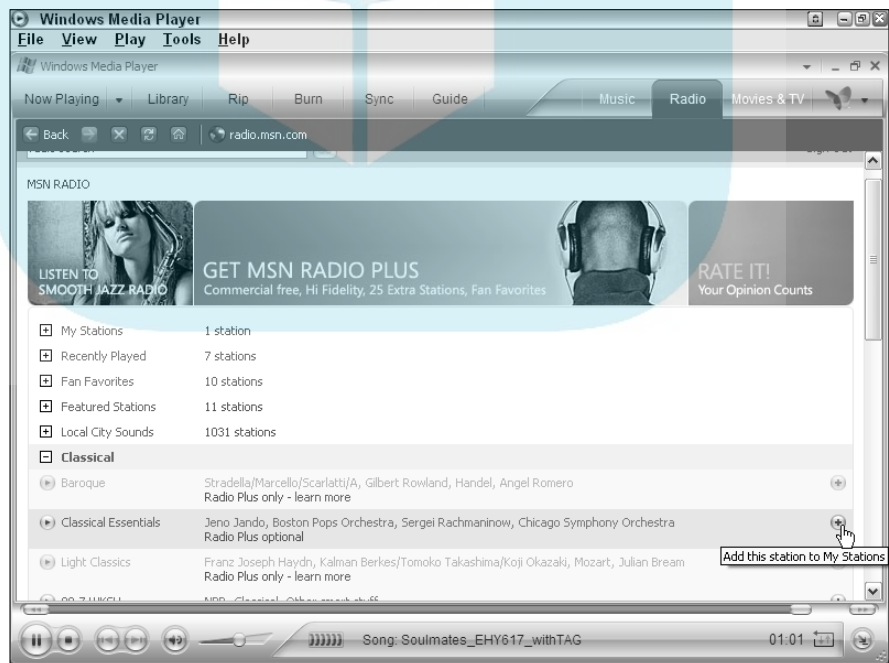 Windows Media Player
File View Play Tools Help
Windows Media Player
Now Playing Library Rip Burn Sync Guide Music Radio Movies & TV
Back radio.msn.com
MSN RADIO
LISTEN TO
SMOOTH JAZZ RADIO
GET MSN RADIO PLUS
Commercial free, Hi Fidelity, 25 Extra Stations, Fan Favorites
RATE IT!
Your Opinion Counts
My Stations 1 station
Recently Played 7 stations
Fan Favorites 10 stations
Featured Stations 11 stations
Local City Sounds 1031 stations
Classical
Baroque Stradella/Marcello/Scarlatti/A, Gilbert Rowland, Handel, Angel Romero
Radio Plus only - learn more
Classical Essentials Jeno Jando, Boston Pops Orchestra, Sergei Rachmaninow, Chicago Symphony Orchestra
Radio Plus optional
Add this station to My Stations
Light Classics Franz Joseph Haydn, Kalman Berkes/Tomoko Takashima/Koji Okazaki, Mozart, Julian Bream
Radio Plus only - learn more
Song: Soulmates_EHY617_withTAG 01:01